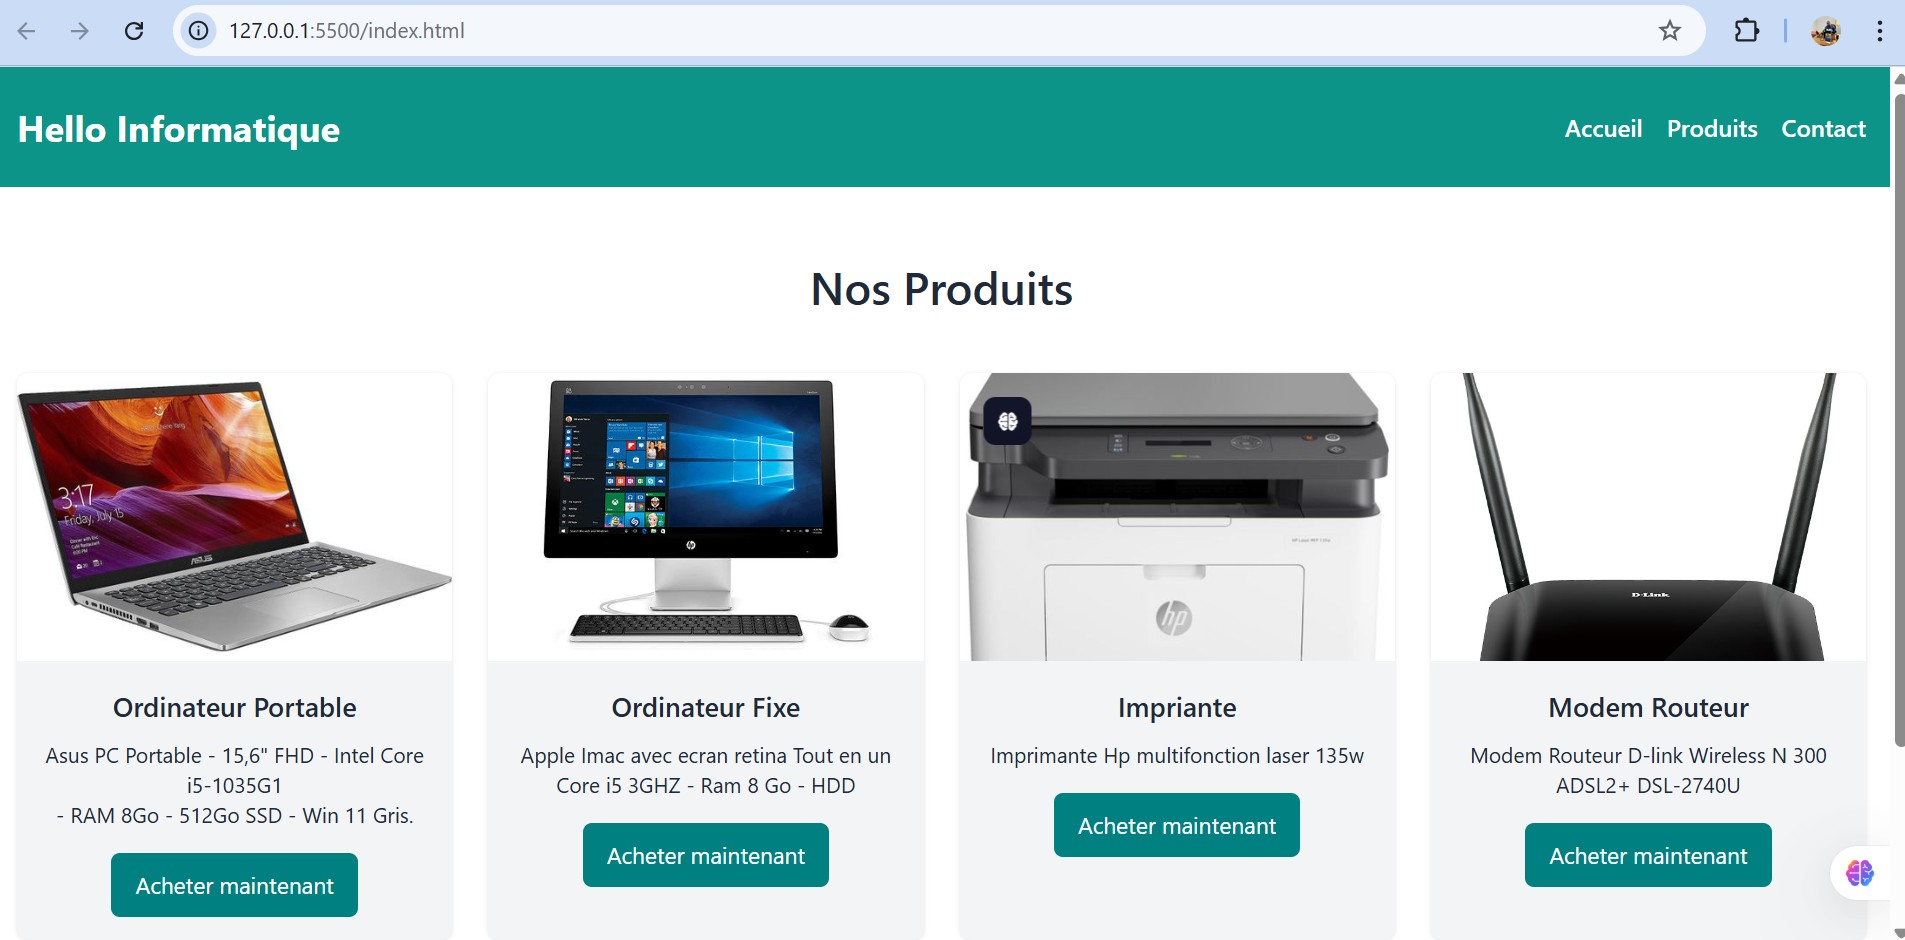 127.0.0.1:5500/index.html
Hello Informatique
Accueil Produits Contact
Nos Produits
3:17
Friday, July 15
ASUS
hp
hp
D-Link
Ordinateur Portable
Asus PC Portable - 15,6" FHD - Intel Core
i5-1035G1
- RAM 8Go - 512Go SSD - Win 11 Gris.
Acheter maintenant
Ordinateur Fixe
Apple Imac avec ecran retina Tout en un
Core i5 3GHZ - Ram 8 Go - HDD
Acheter maintenant
Impriante
Imprimante Hp multifonction laser 135w
Acheter maintenant
Modem Routeur
Modem Routeur D-link Wireless N 300
ADSL2+ DSL-2740U
Acheter maintenant